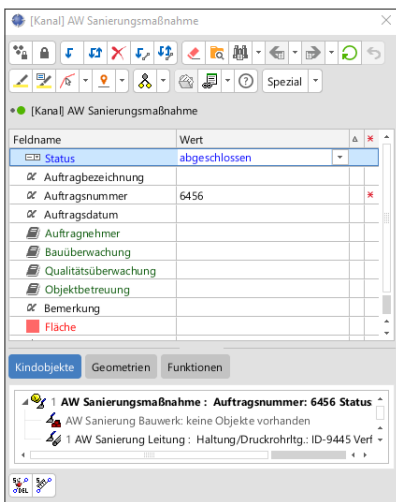 [Kanal] AW Sanierungsmaßnahme
Spezial
[Kanal] AW Sanierungsmaßnahme
Feldname Wert
Status abgeschlossen
Auftragbezeichnung
Auftragsnummer 6456
Auftragsdatum
Auftragnehmer
Bauüberwachung
Qualitätsüberwachung
Objektbetreuung
Bemerkung
Fläche
Kindobjekte Geometrien Funktionen
1 AW Sanierungsmaßnahme : Auftragsnummer: 6456 Status
AW Sanierung Bauwerk: keine Objekte vorhanden
1 AW Sanierung Leitung : Haltung/Druckrohrltg.: ID-9445 Verf
DEL